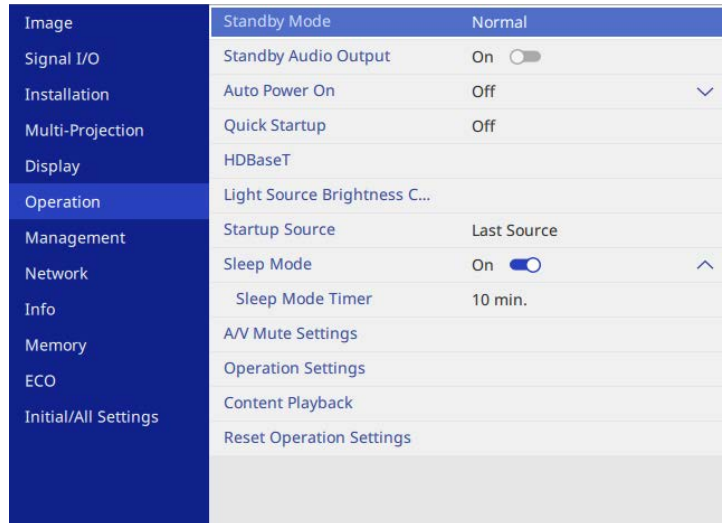 Image
Signal I/O
Installation
Multi-Projection
Display
Operation
Management
Network
Info
Memory
ECO
Initial/All Settings
Standby Mode Normal
Standby Audio Output On
Auto Power On Off
Quick Startup Off
HDBaseT
Light Source Brightness C...
Startup Source Last Source
Sleep Mode On
Sleep Mode Timer 10 min.
A/V Mute Settings
Operation Settings
Content Playback
Reset Operation Settings